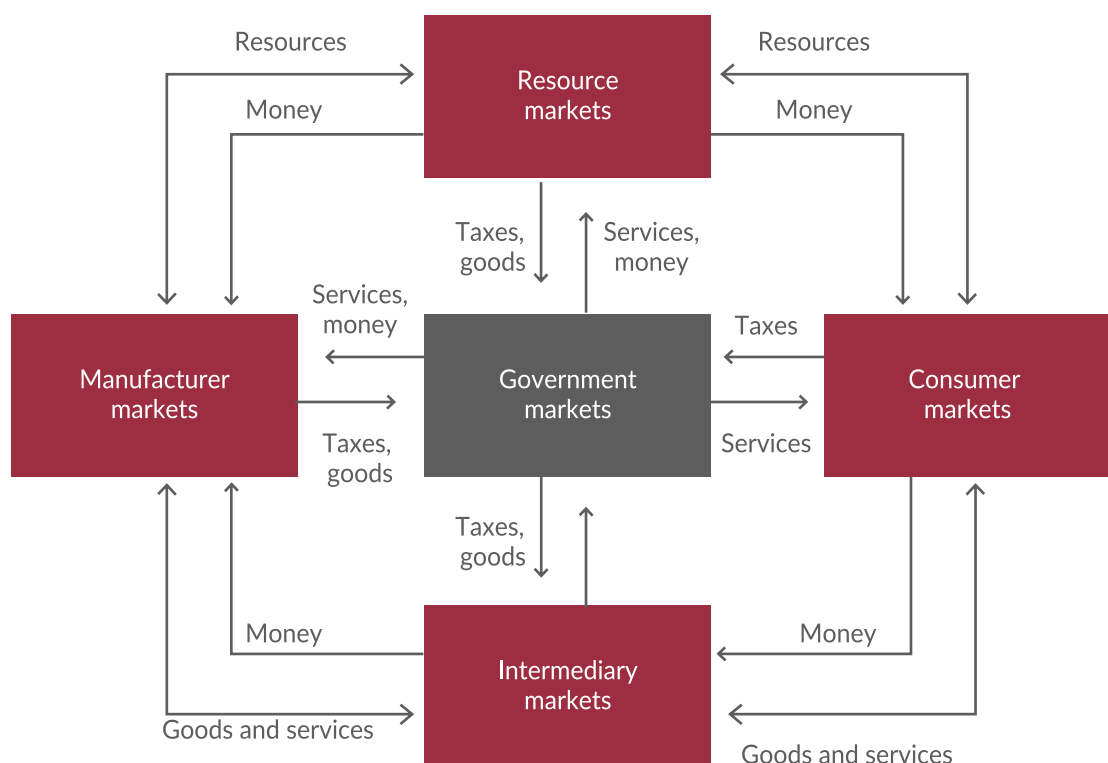 Resources
Resources
Resource
markets
Money
Money
Taxes,
goods
Services,
money
Services,
money
Taxes
Manufacturer
markets
Government
markets
Consumer
markets
Taxes,
goods
Services
Taxes,
goods
Money
Money
Intermediary
markets
Goods and services
Goods and services